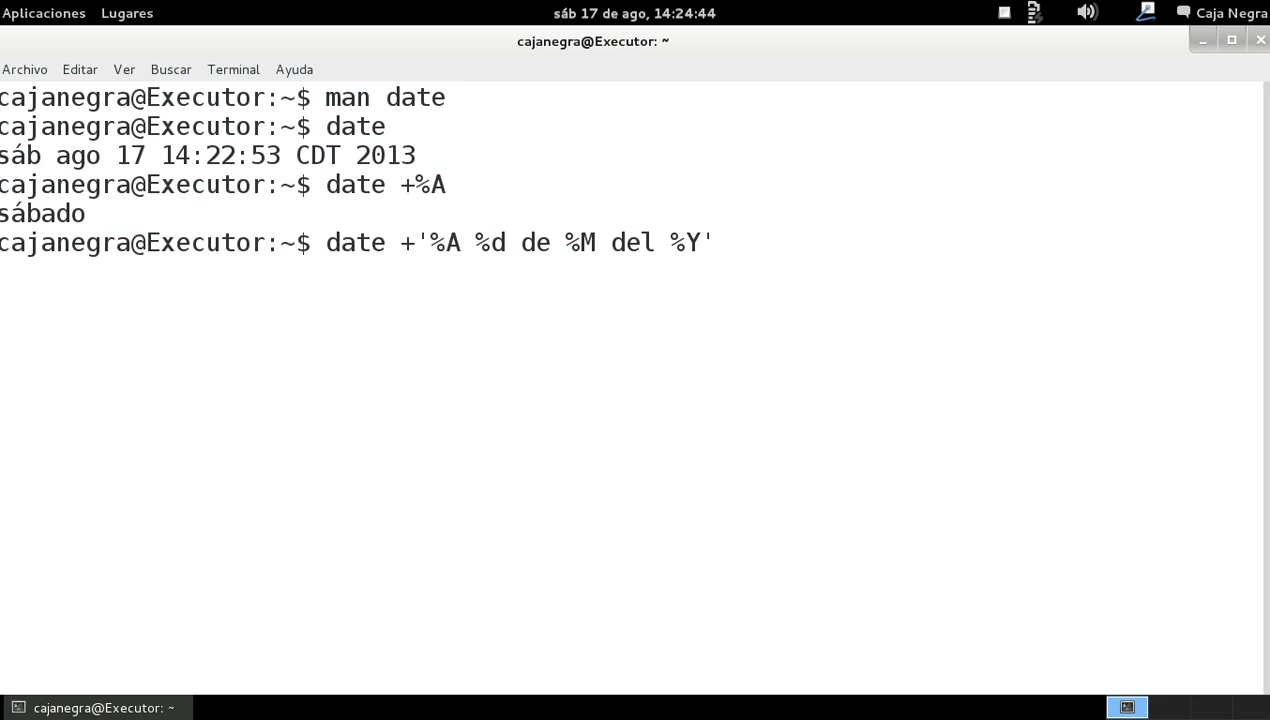 Aplicaciones Lugares sáb 17 de ago, 14:24:44 Caja Negra
cajanegra@Executor: ~
Archivo Editar Ver Buscar Terminal Ayuda
cajanegra@Executor:~$ man date
cajanegra@Executor:~$ date
sáb ago 17 14:22:53 CDT 2013
cajanegra@Executor:~$ date +%A
sábado
cajanegra@Executor:~$ date +'%A %d de %M del %Y'
cajanegra@Executor: ~